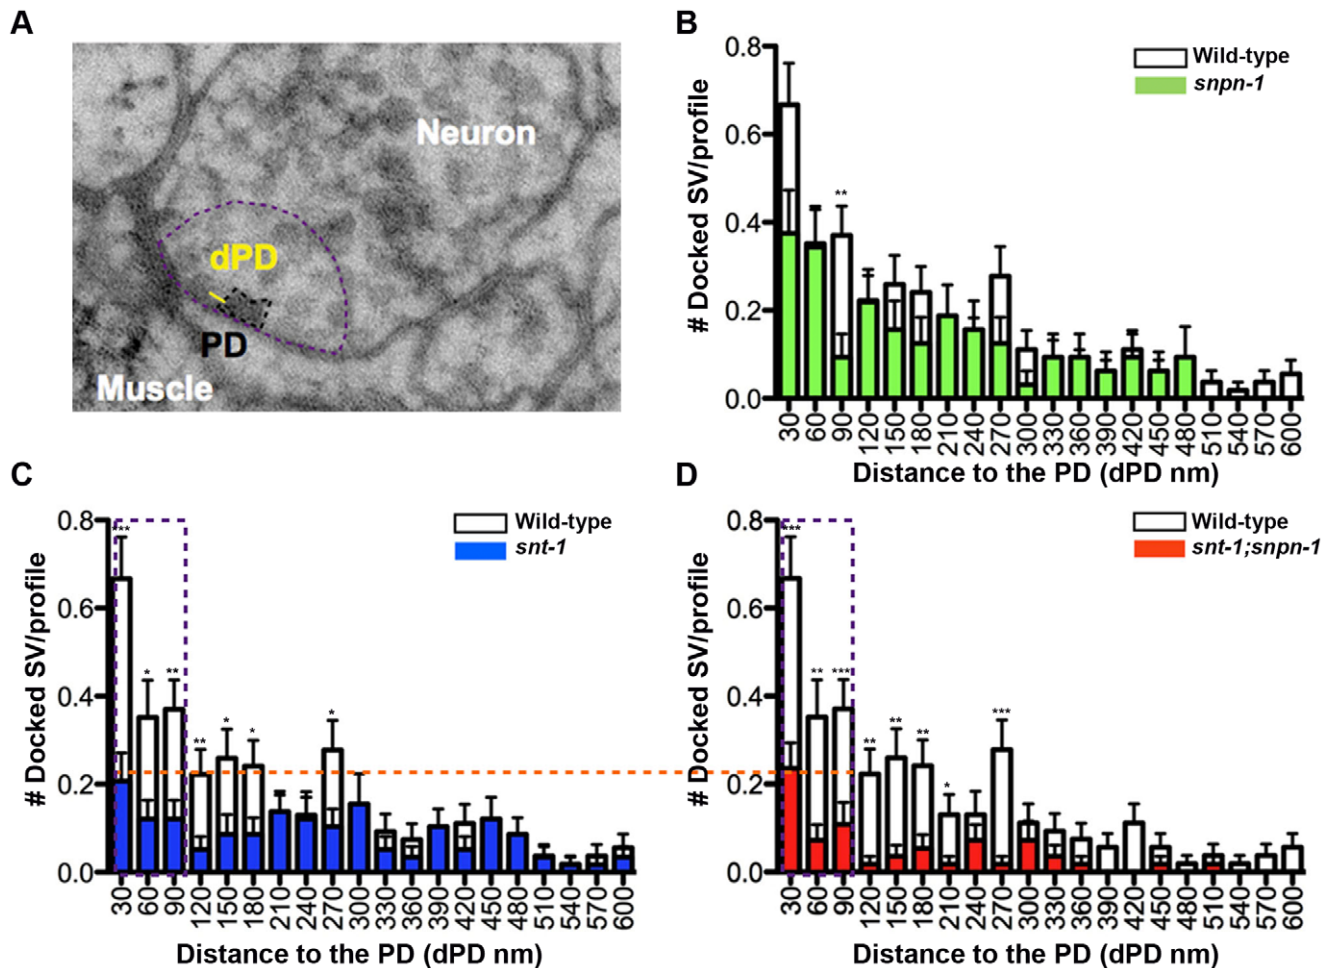 A
Neuron
dPD
PD
Muscle
B
# Docked SV/profile
0.8
0.6
0.4
0.2
0.0
Wild-type
snpn-1
**
30 60 90 120 150 180 210 240 270 300 330 360 390 420 450 480 510 540 570 600
Distance to the PD (dPD nm)
C
# Docked SV/profile
0.8
0.6
0.4
0.2
0.0
Wild-type
snt-1
*** * ** ** * * *
30 60 90 120 150 180 210 240 270 300 330 360 390 420 450 480 510 540 570 600
Distance to the PD (dPD nm)
D
# Docked SV/profile
0.8
0.6
0.4
0.2
0.0
Wild-type
snt-1;snpn-1
*** ** *** ** ** ** * ***
30 60 90 120 150 180 210 240 270 300 330 360 390 420 450 480 510 540 570 600
Distance to the PD (dPD nm)